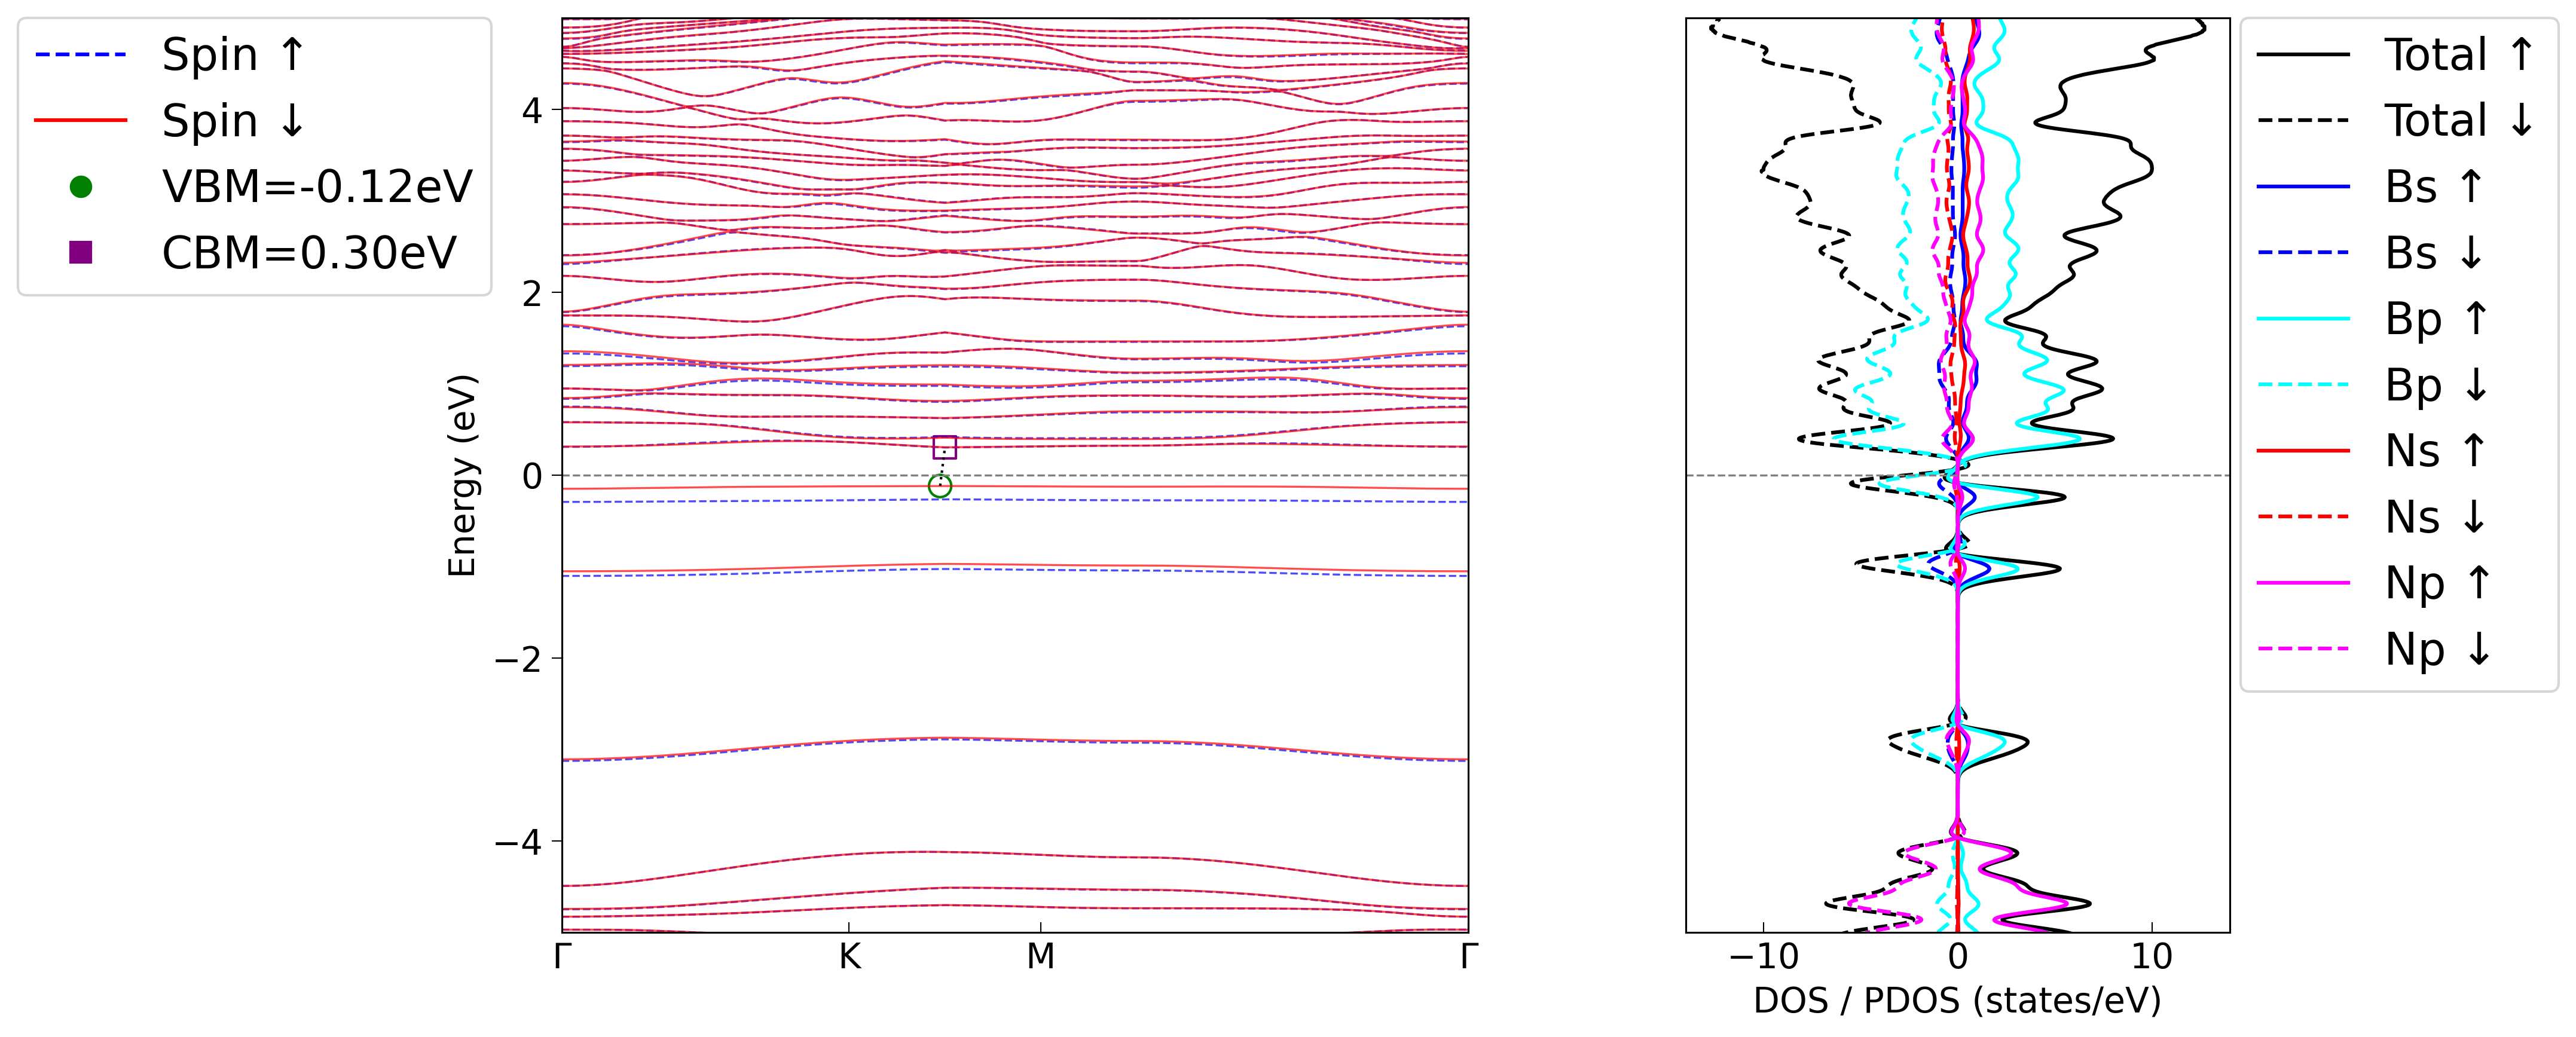 Spin ↑
Spin ↓
VBM=-0.12eV
CBM=0.30eV
Energy (eV)
4
2
0
−2
−4
Γ K M Γ
−10 0 10
DOS / PDOS (states/eV)
Total ↑
Total ↓
Bs ↑
Bs ↓
Bp ↑
Bp ↓
Ns ↑
Ns ↓
Np ↑
Np ↓